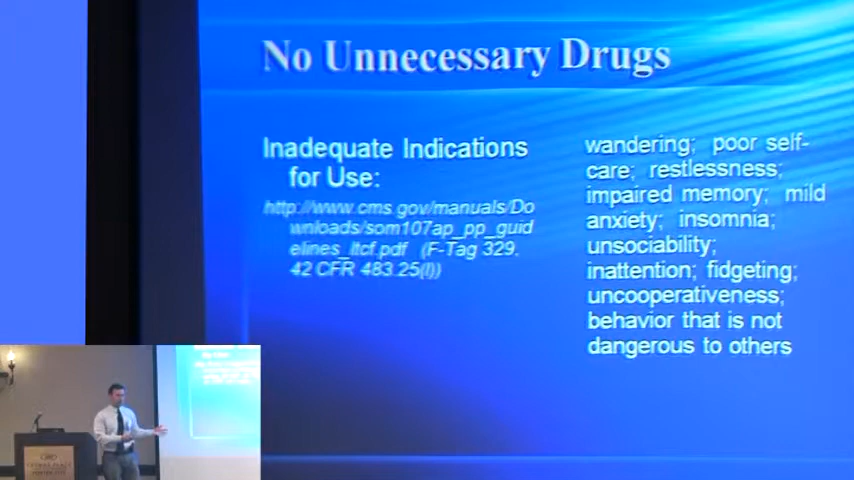 No Unnecessary Drugs
Inadequate Indications
for Use:
http://www.cms.gov/manuals/Do
wnloads/som107ap_pp_guid
elines_ltcf.pdf (F-Tag 329,
42 CFR 483.25(l))
wandering; poor self-
care; restlessness;
impaired memory; mild
anxiety; insomnia;
unsociability;
inattention; fidgeting;
uncooperativeness;
behavior that is not
dangerous to others